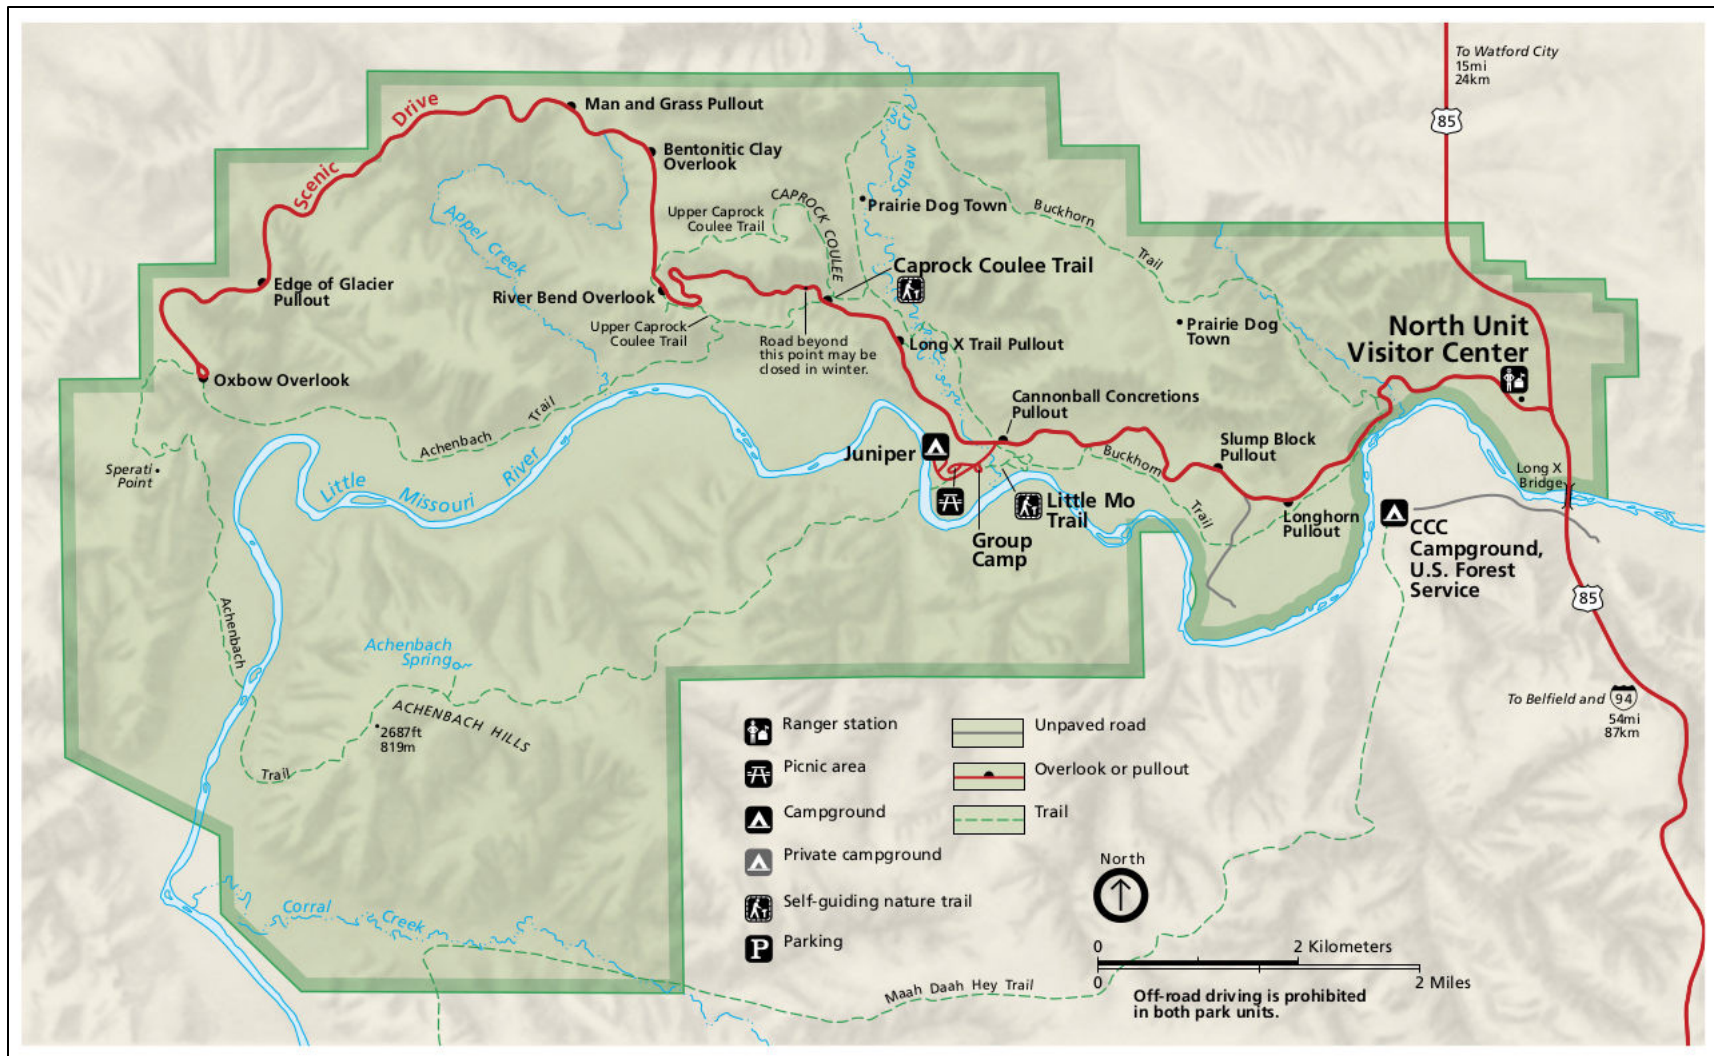 To Watford City
15mi
24km
85
Man and Grass Pullout
Scenic Drive
Bentonitic Clay
Overlook
Squaw Cr
CAPROCK COULEE
Upper Caprock
Coulee Trail
Prairie Dog Town
Buckhorn
Trail
Appel Creek
Caprock Coulee Trail
Edge of Glacier
Pullout
River Bend Overlook
Upper Caprock
Coulee Trail
Road beyond
this point may be
closed in winter.
Long X Trail Pullout
Prairie Dog
Town
North Unit
Visitor Center
Oxbow Overlook
Cannonball Concretions
Pullout
Achenbach
Trail
Juniper
Slump Block
Pullout
Buckhorn
Trail
Sperati
Point
Little Missouri River
Long X
Bridge
Little Mo
Trail
Longhorn
Pullout
Group
Camp
CCC
Campground,
U.S. Forest
Service
85
Achenbach
Achenbach
Spring
ACHENBACH HILLS
2687ft
819m
Trail
To Belfield and 94
54mi
87km
Ranger station
Unpaved road
Picnic area
Overlook or pullout
Campground
Trail
Private campground
Self-guiding nature trail
P Parking
North
Corral Creek
0 2 Kilometers
0 2 Miles
Maah Daah Hey Trail
Off-road driving is prohibited
in both park units.